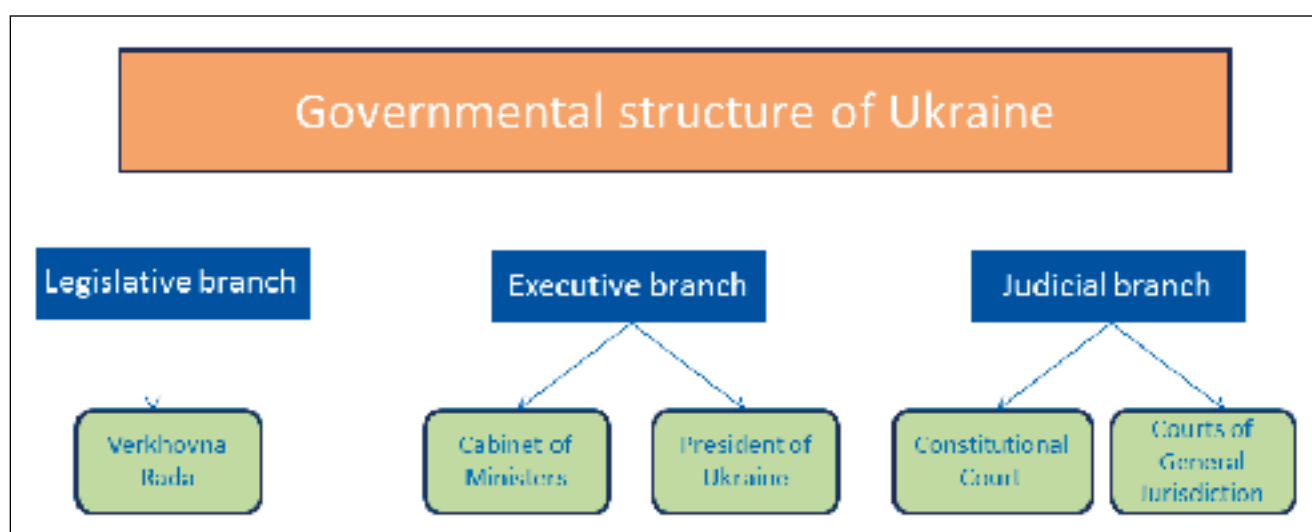 Governmental structure of Ukraine
Legislative branch
Executive branch
Judicial branch
Verkhovna
Rada
Cabinet of
Ministers
President of
Ukraine
Constitutional
Court
Courts of
General
Jurisdiction